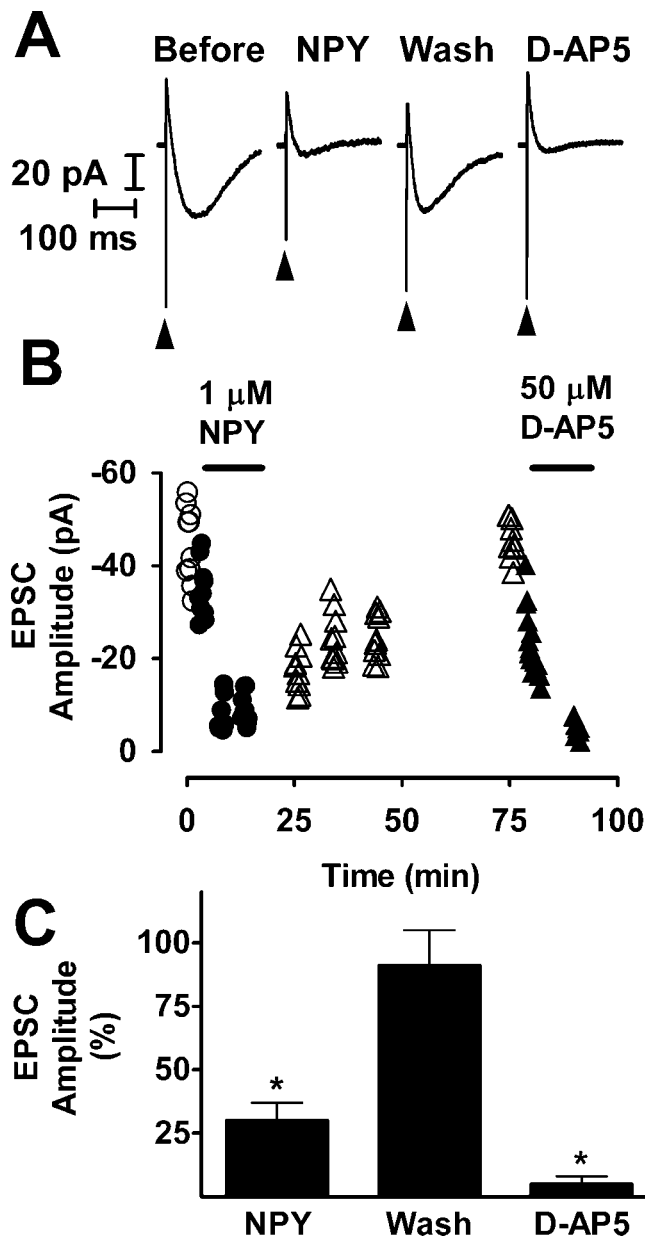 A
Before NPY Wash D-AP5
20 pA
100 ms
B
1 μM
NPY
50 μM
D-AP5
EPSC
Amplitude (pA)
-60
-40
-20
0
0 25 50 75 100
Time (min)
C
EPSC
Amplitude
(%)
100
75
50
25
* *
NPY Wash D-AP5